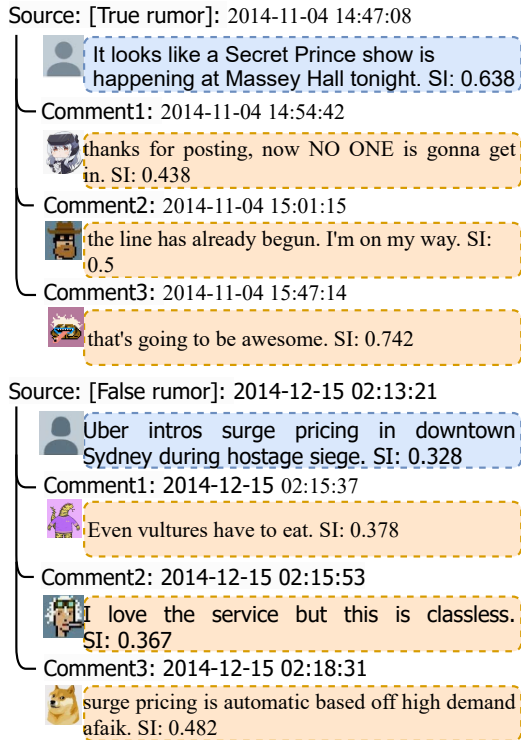 Source: [True rumor]: 2014-11-04 14:47:08
It looks like a Secret Prince show is
happening at Massey Hall tonight. SI: 0.638
Comment1: 2014-11-04 14:54:42
thanks for posting, now NO ONE is gonna get
in. SI: 0.438
Comment2: 2014-11-04 15:01:15
the line has already begun. I'm on my way. SI:
0.5
Comment3: 2014-11-04 15:47:14
that's going to be awesome. SI: 0.742
Source: [False rumor]: 2014-12-15 02:13:21
Uber intros surge pricing in downtown
Sydney during hostage siege. SI: 0.328
Comment1: 2014-12-15 02:15:37
Even vultures have to eat. SI: 0.378
Comment2: 2014-12-15 02:15:53
I love the service but this is classless.
SI: 0.367
Comment3: 2014-12-15 02:18:31
surge pricing is automatic based off high demand
afaik. SI: 0.482